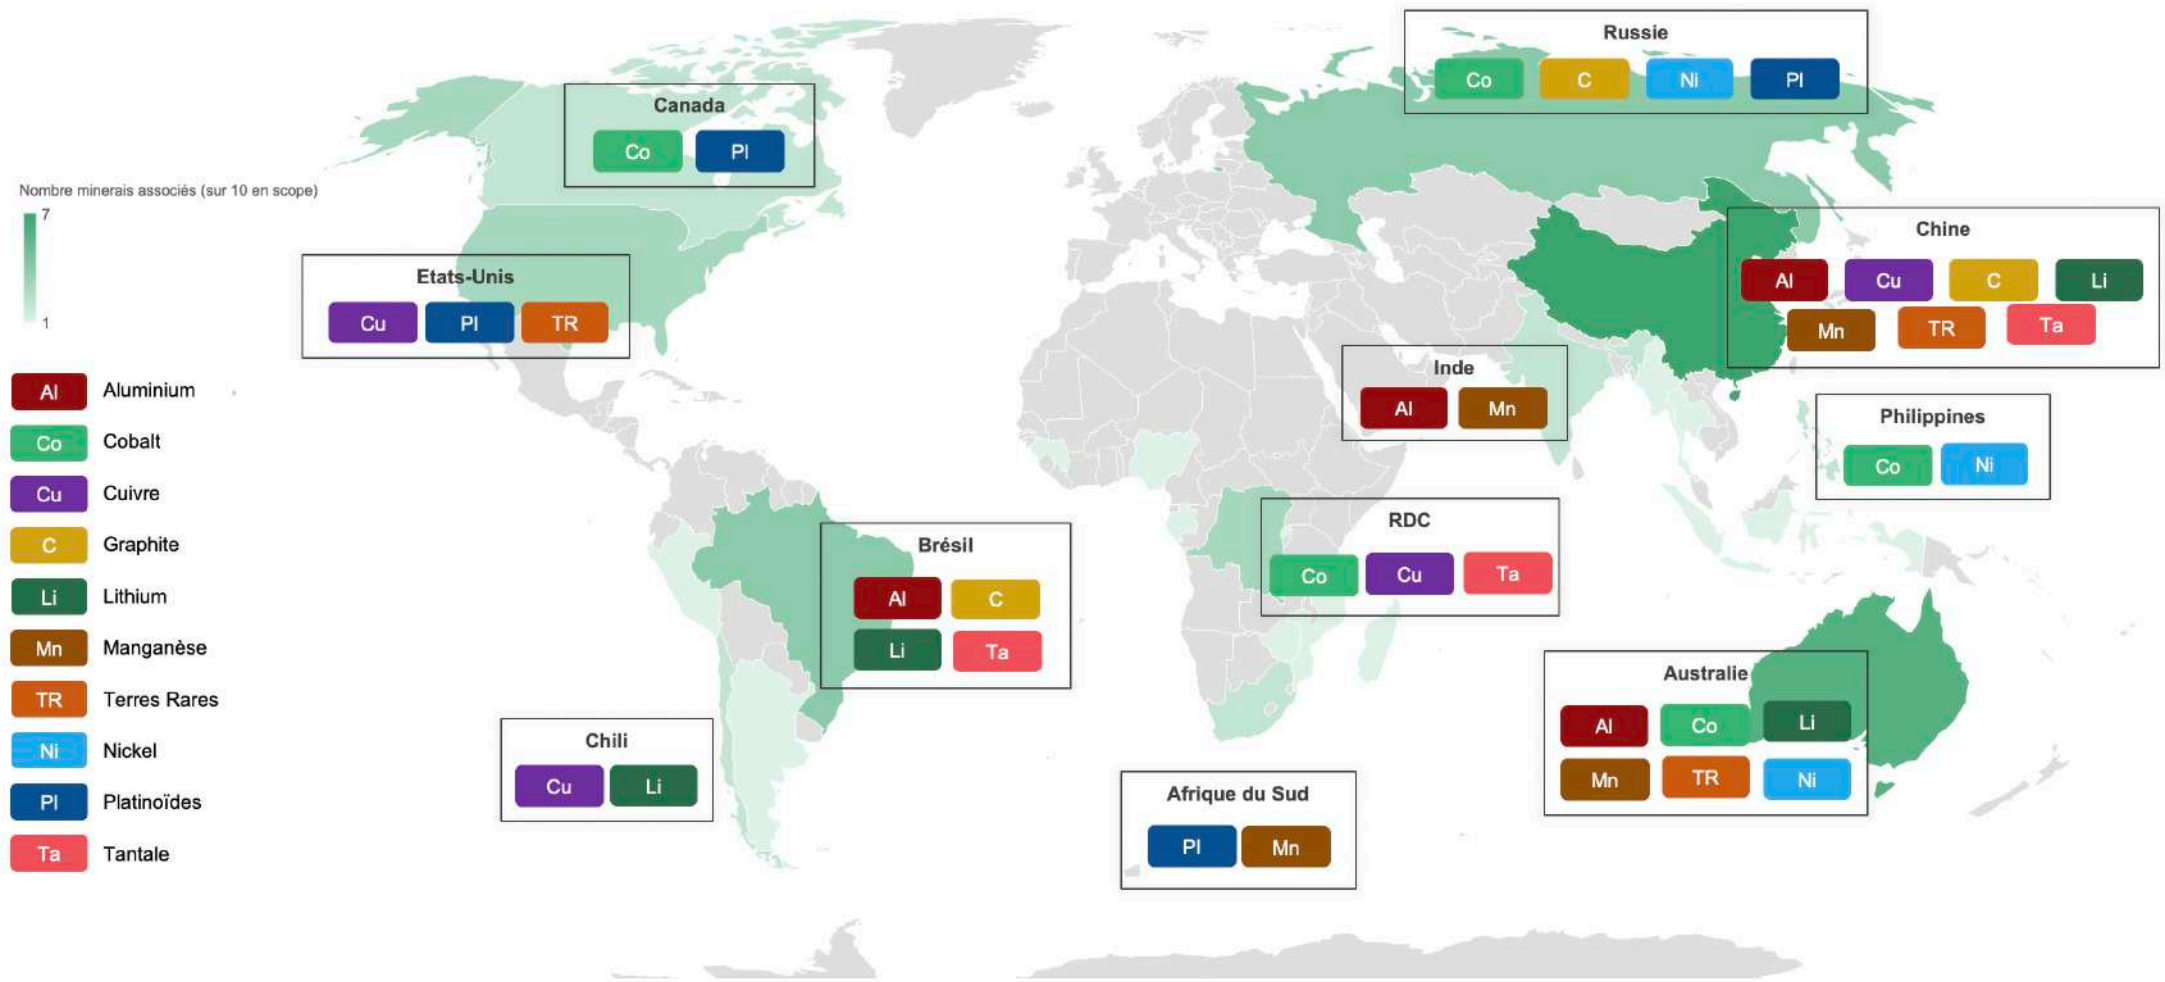 Russie
Co C Ni Pl
Canada
Co Pl
Nombre minerais associés (sur 10 en scope)
7
1
Chine
Al Cu C Li
Mn TR Ta
Etats-Unis
Cu Pl TR
Inde
Al Mn
Philippines
Co Ni
Al Aluminium
Co Cobalt
Cu Cuivre
C Graphite
Li Lithium
Mn Manganèse
TR Terres Rares
Ni Nickel
Pl Platinoïdes
Ta Tantale
RDC
Co Cu Ta
Brésil
Al C
Li Ta
Australie
Al Co Li
Mn TR Ni
Chili
Cu Li
Afrique du Sud
Pl Mn